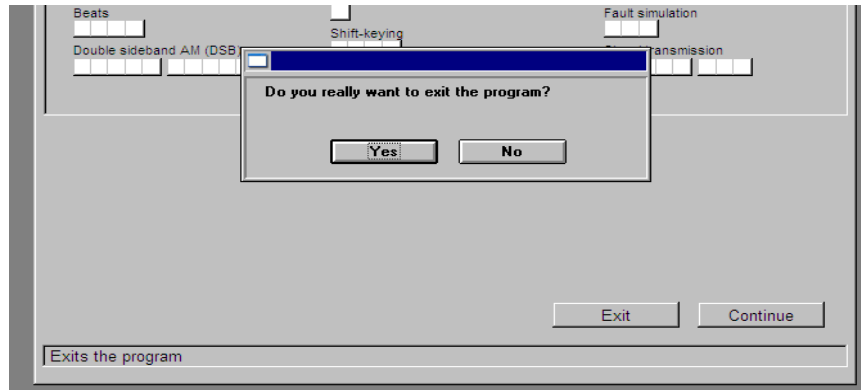 Beats
Fault simulation
Shift-keying
Double sideband AM (DSB)
transmission
Do you really want to exit the program?
Yes
No
Exit
Continue
Exits the program